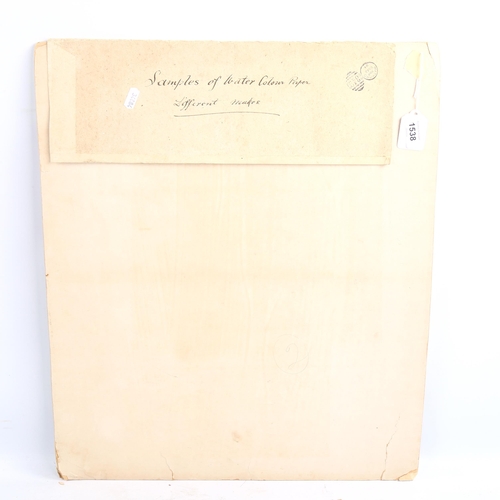 Samples of Water Colour Paper
Different makes
1538